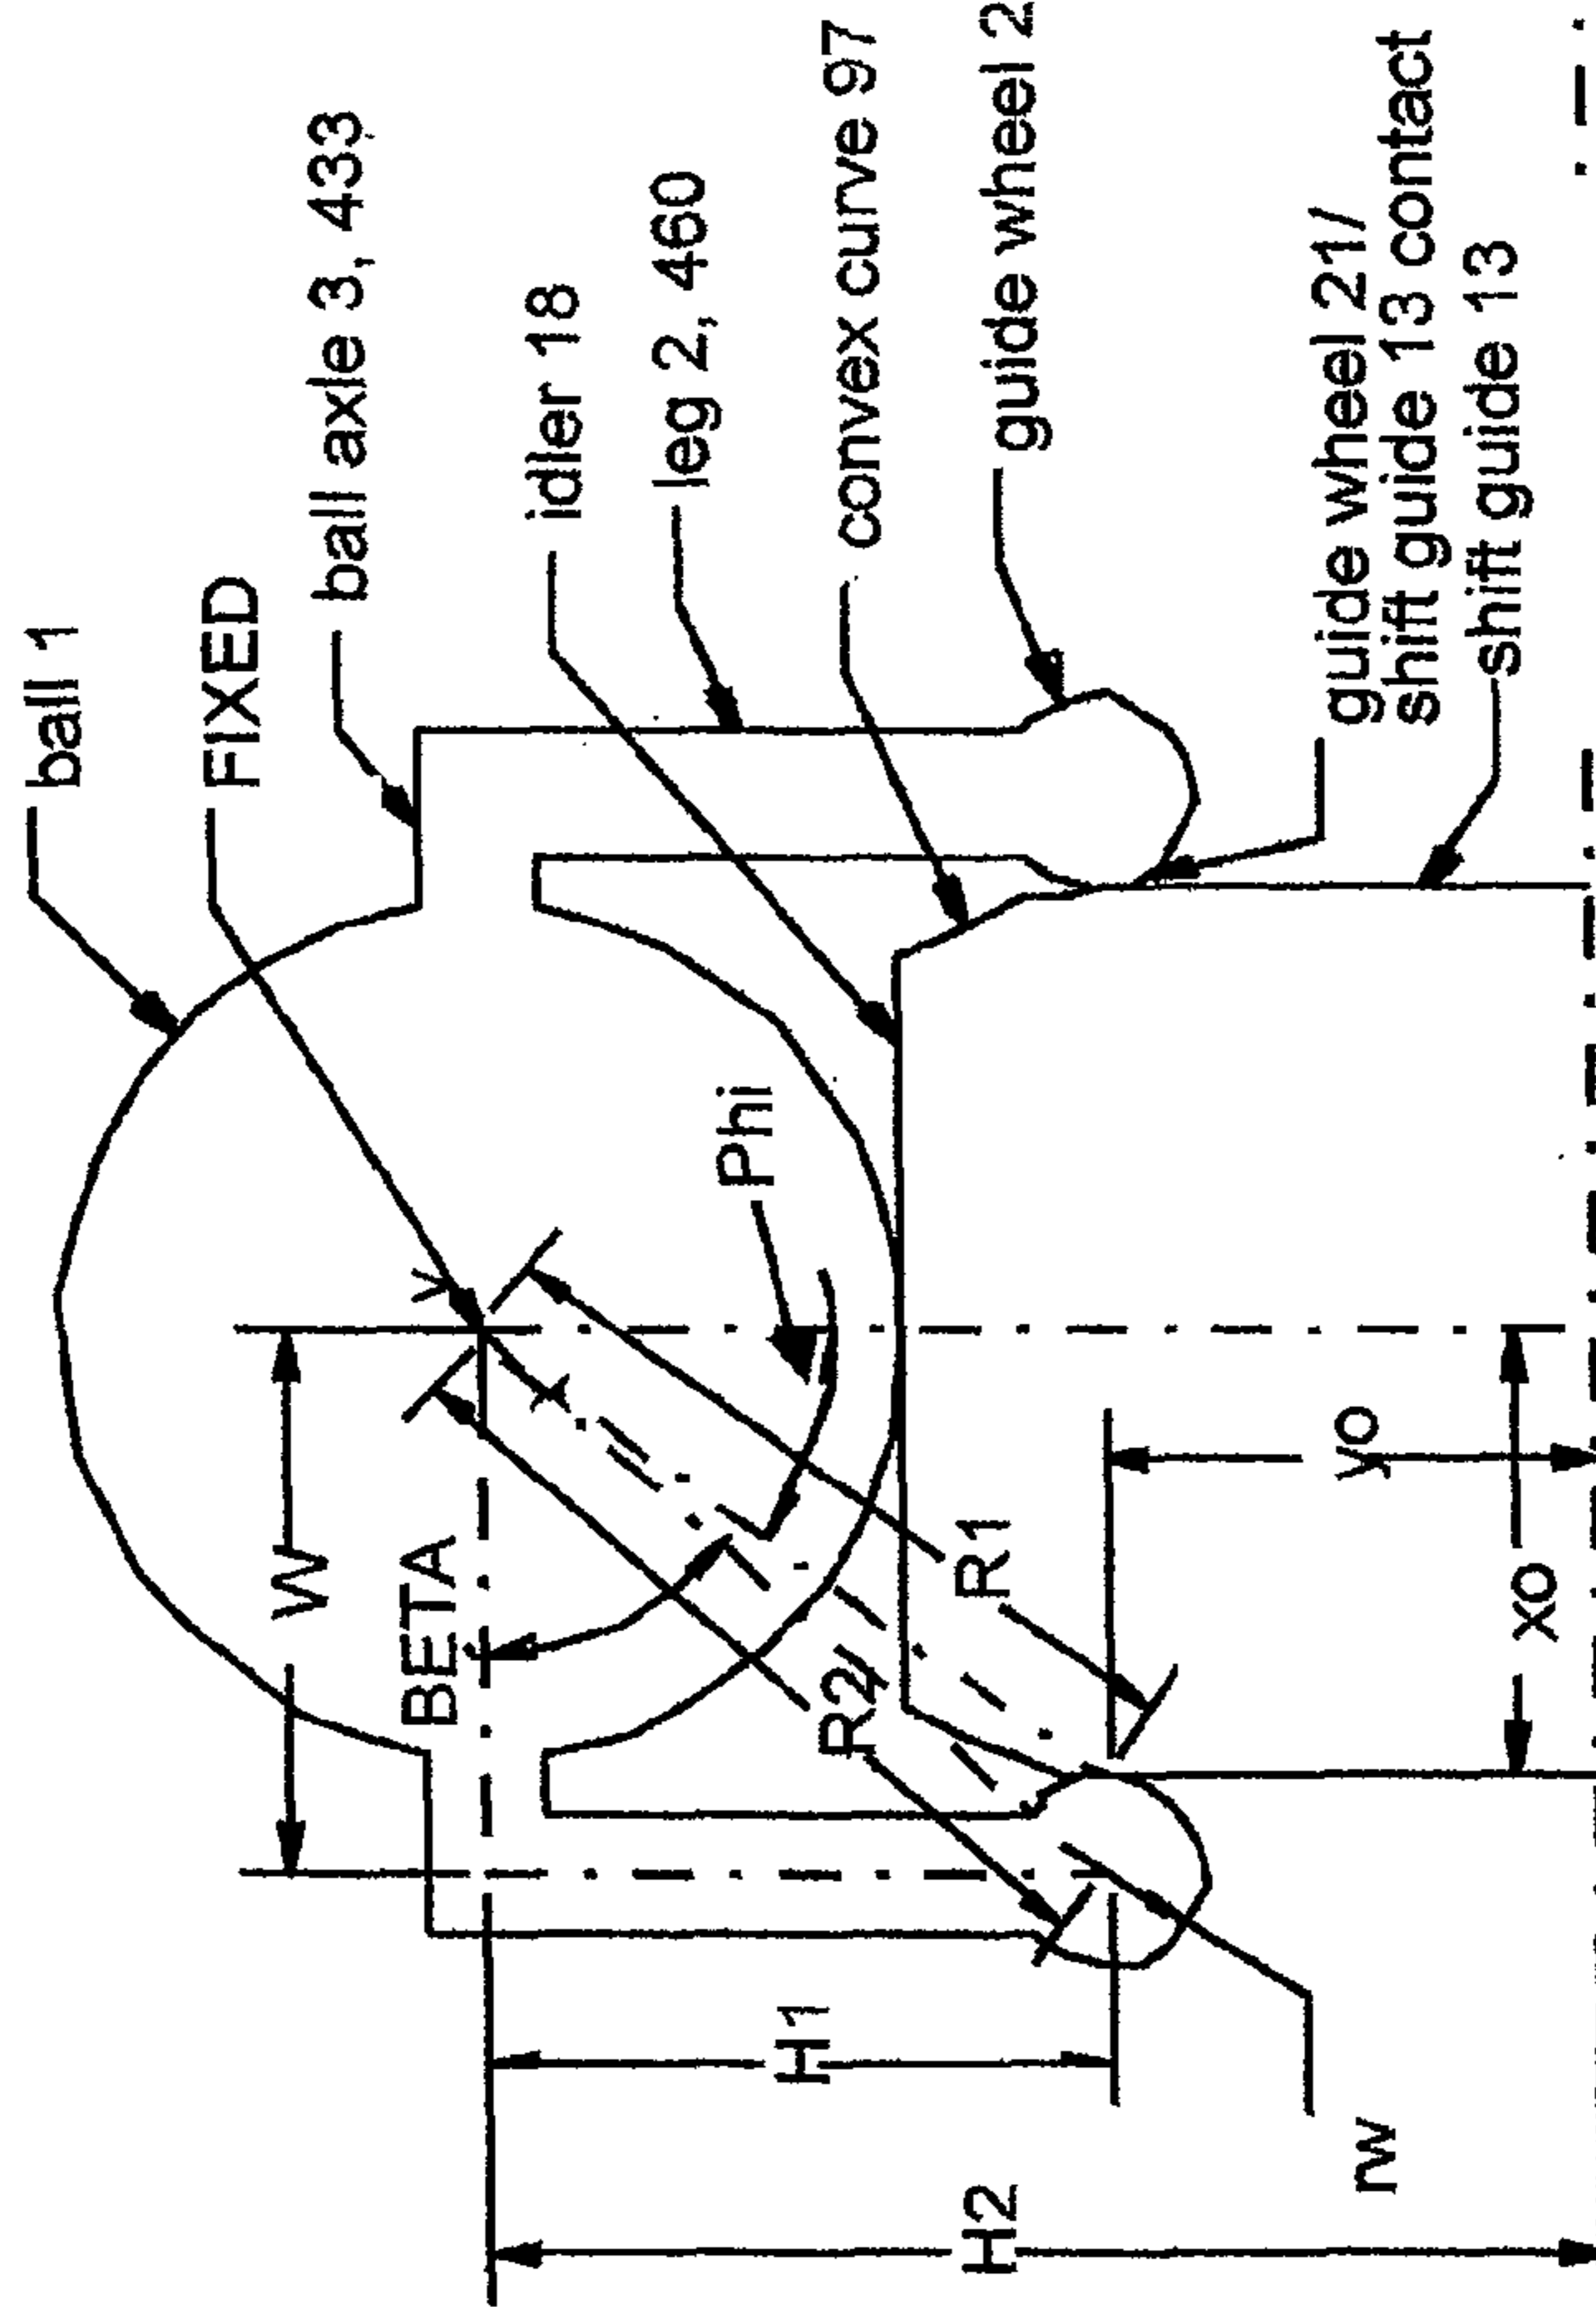 ball 1
FIXED
ball axle 3, 433
idler 18
leg 2, 460
convex curve 97
guide wheel 2
guide wheel 21/
shift guide 13 contact
shift guide 13
Phi
Y
X
W
BETA
R1
R2
yo
xo
H1
H2
rw